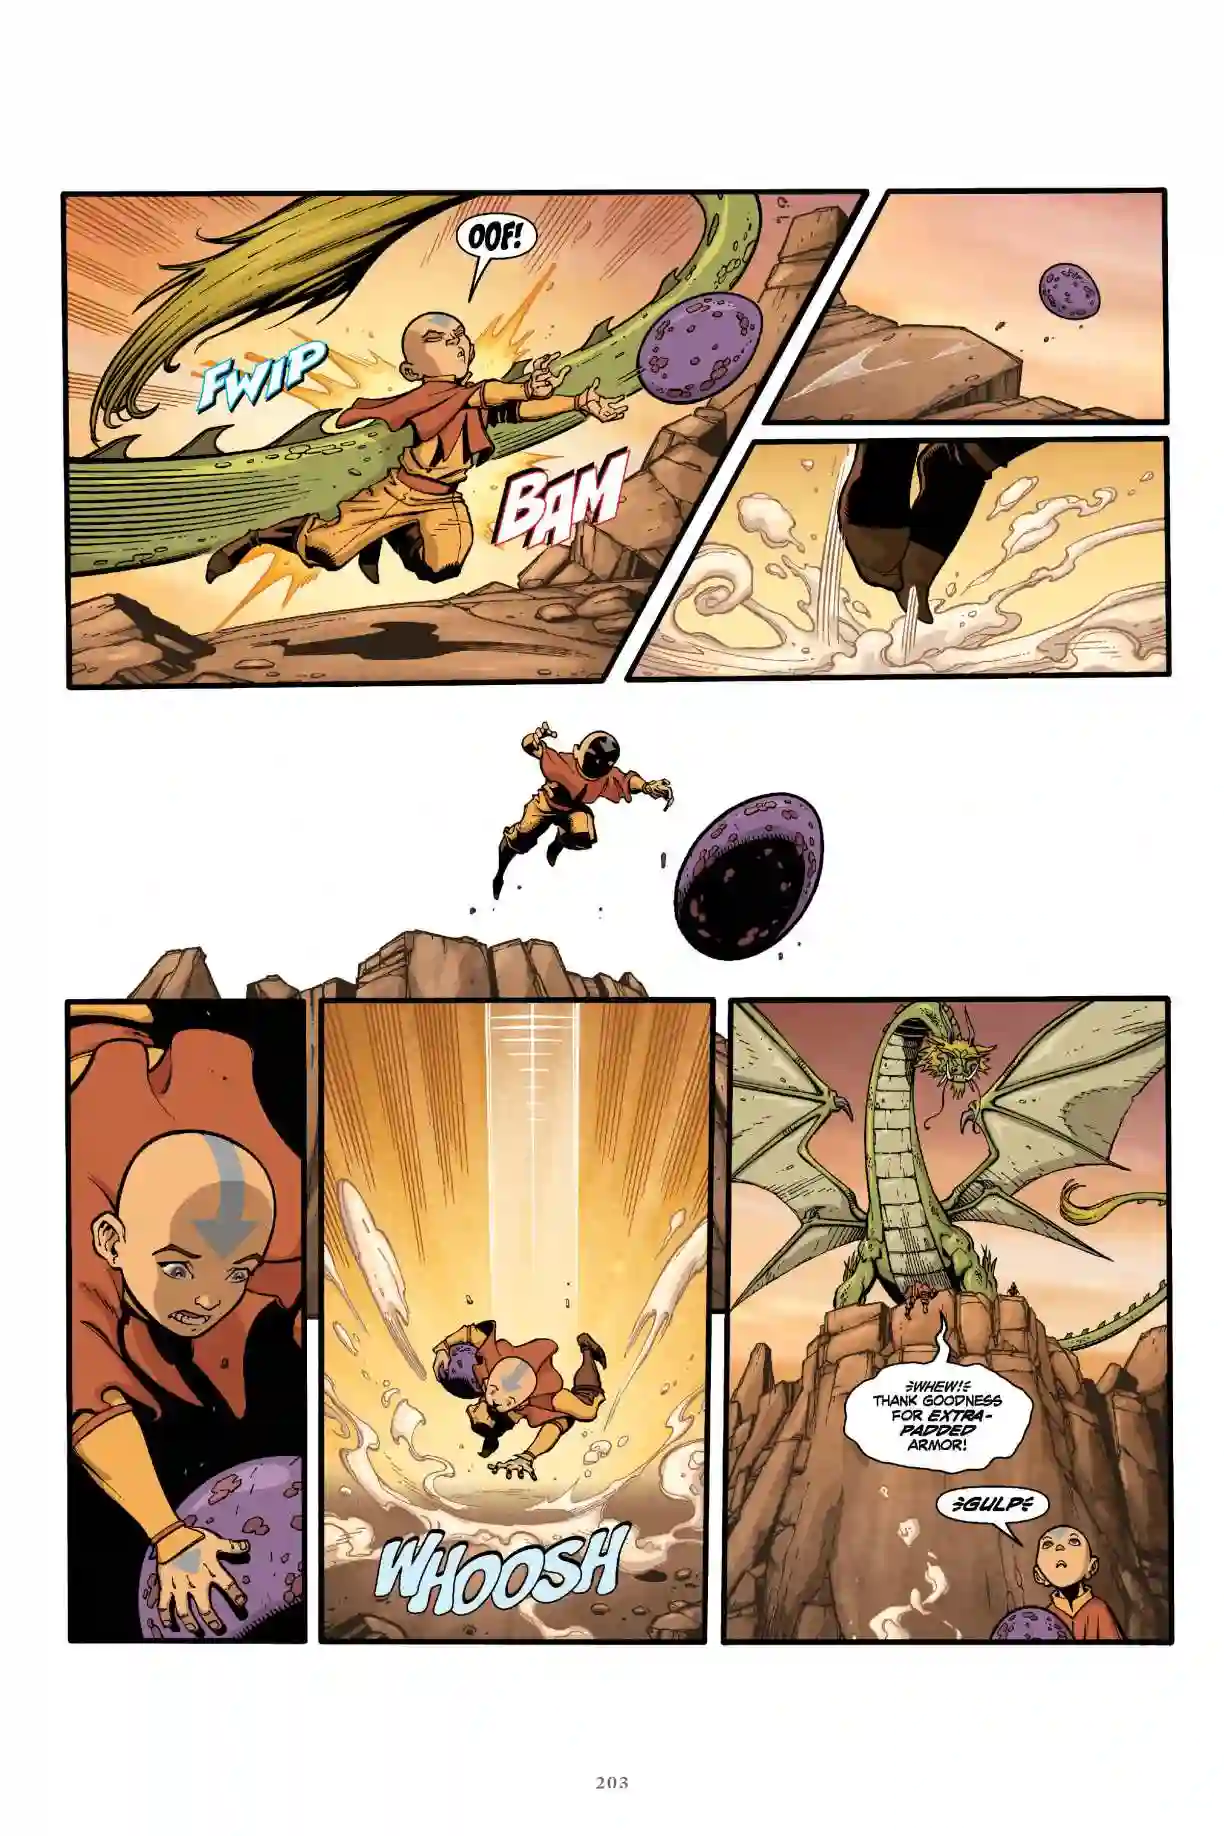 OOF!
FWIP
BAM
WHOOSH
WHEW!
THANK GOODNESS
FOR EXTRA-
PADDED
ARMOR!
GULP
203